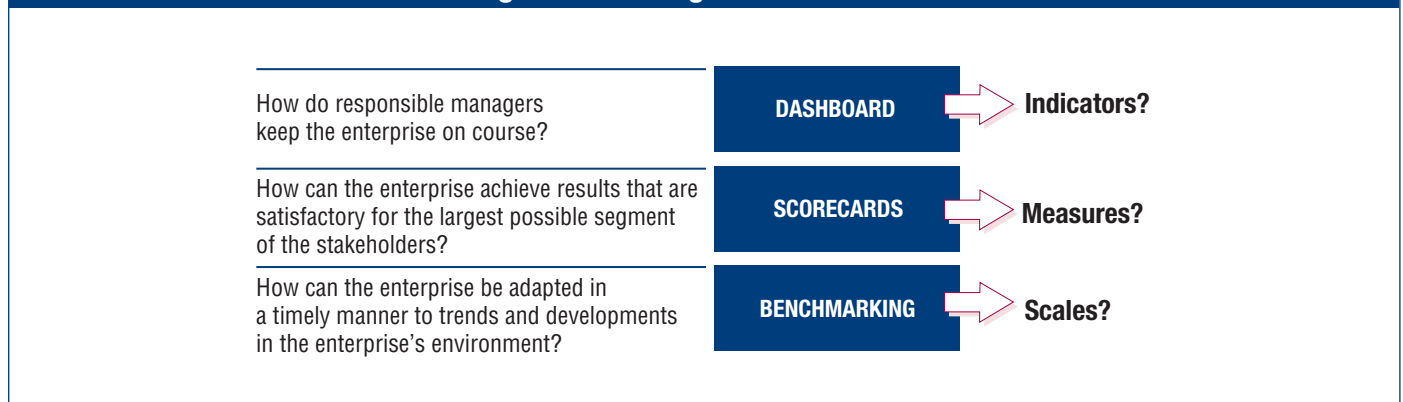 How do responsible managers
keep the enterprise on course?
DASHBOARD
Indicators?
How can the enterprise achieve results that are
satisfactory for the largest possible segment
of the stakeholders?
SCORECARDS
Measures?
How can the enterprise be adapted in
a timely manner to trends and developments
in the enterprise’s environment?
BENCHMARKING
Scales?